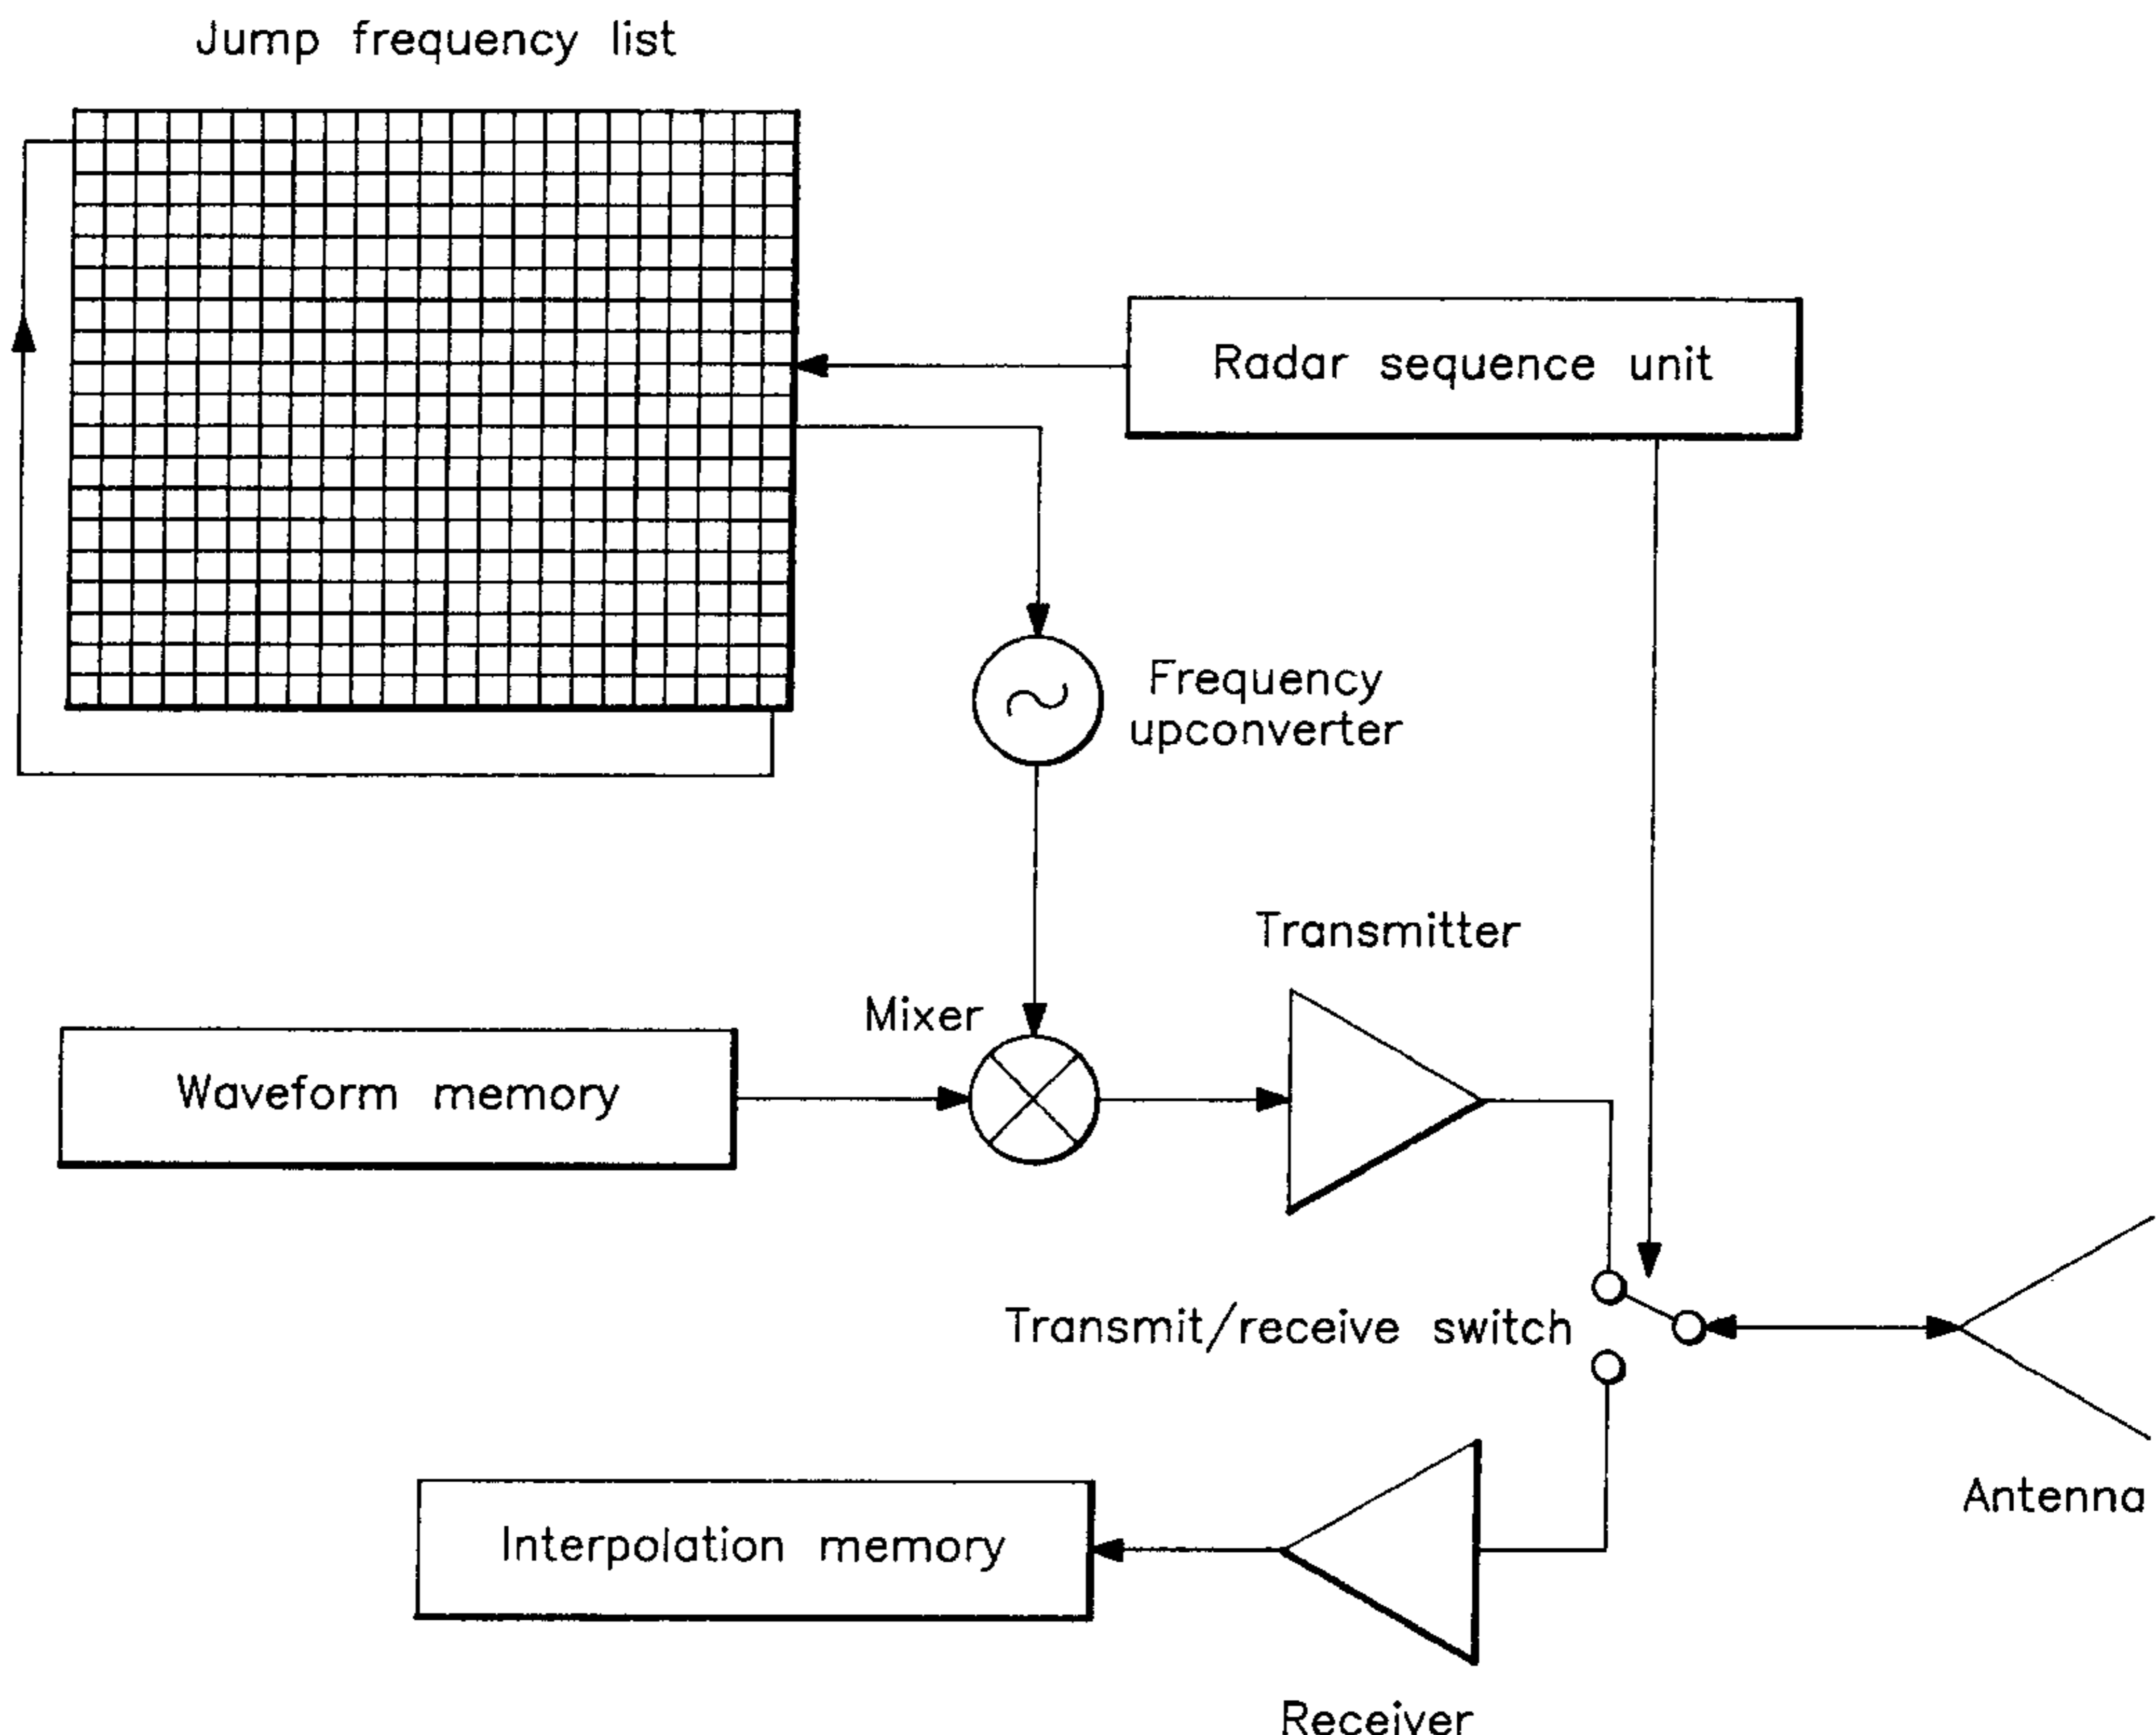 Jump frequency list
Radar sequence unit
Frequency
upconverter
Transmitter
Mixer
Waveform memory
Transmit/receive switch
Antenna
Interpolation memory
Receiver